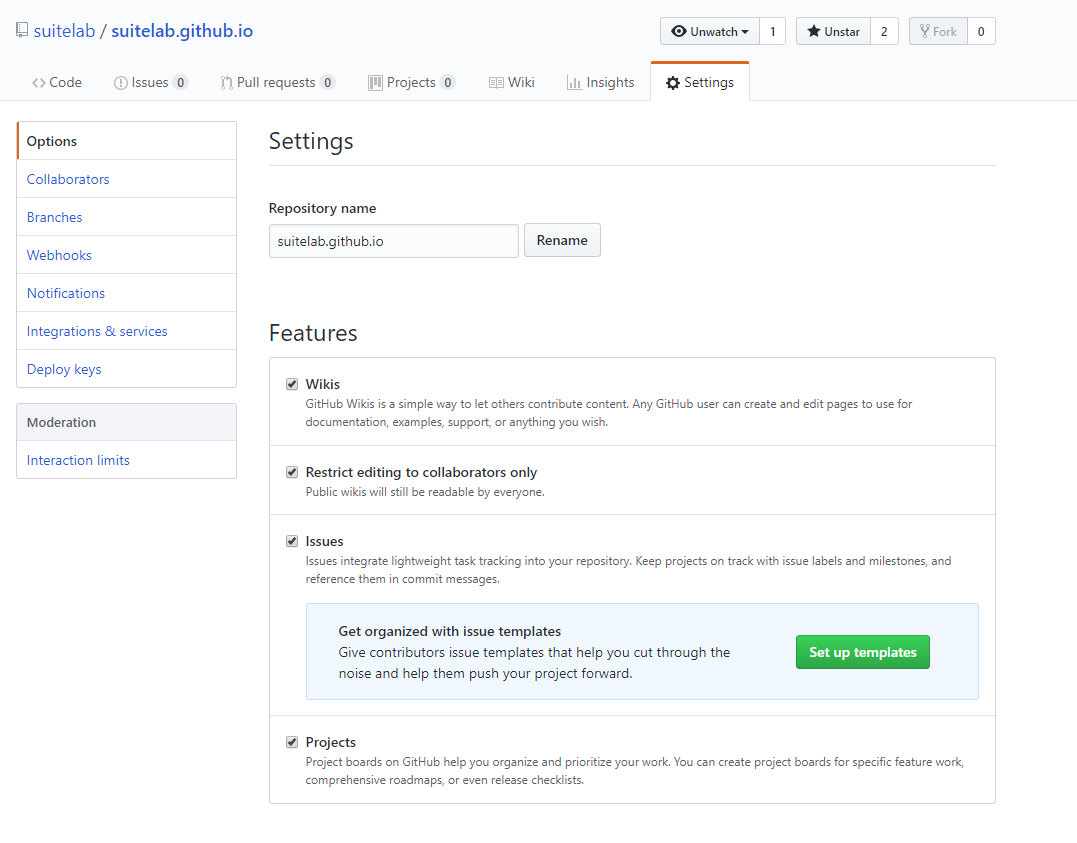 suitelab / suitelab.github.io
Unwatch 1 Unstar 2 Fork 0
Code Issues 0 Pull requests 0 Projects 0 Wiki Insights Settings
Options
Collaborators
Branches
Webhooks
Notifications
Integrations & services
Deploy keys
Moderation
Interaction limits
Settings
Repository name
suitelab.github.io Rename
Features
Wikis
GitHub Wikis is a simple way to let others contribute content. Any GitHub user can create and edit pages to use for
documentation, examples, support, or anything you wish.
Restrict editing to collaborators only
Public wikis will still be readable by everyone.
Issues
Issues integrate lightweight task tracking into your repository. Keep projects on track with issue labels and milestones, and
reference them in commit messages.
Get organized with issue templates
Give contributors issue templates that help you cut through the
noise and help them push your project forward.
Set up templates
Projects
Project boards on GitHub help you organize and prioritize your work. You can create project boards for specific feature work,
comprehensive roadmaps, or even release checklists.